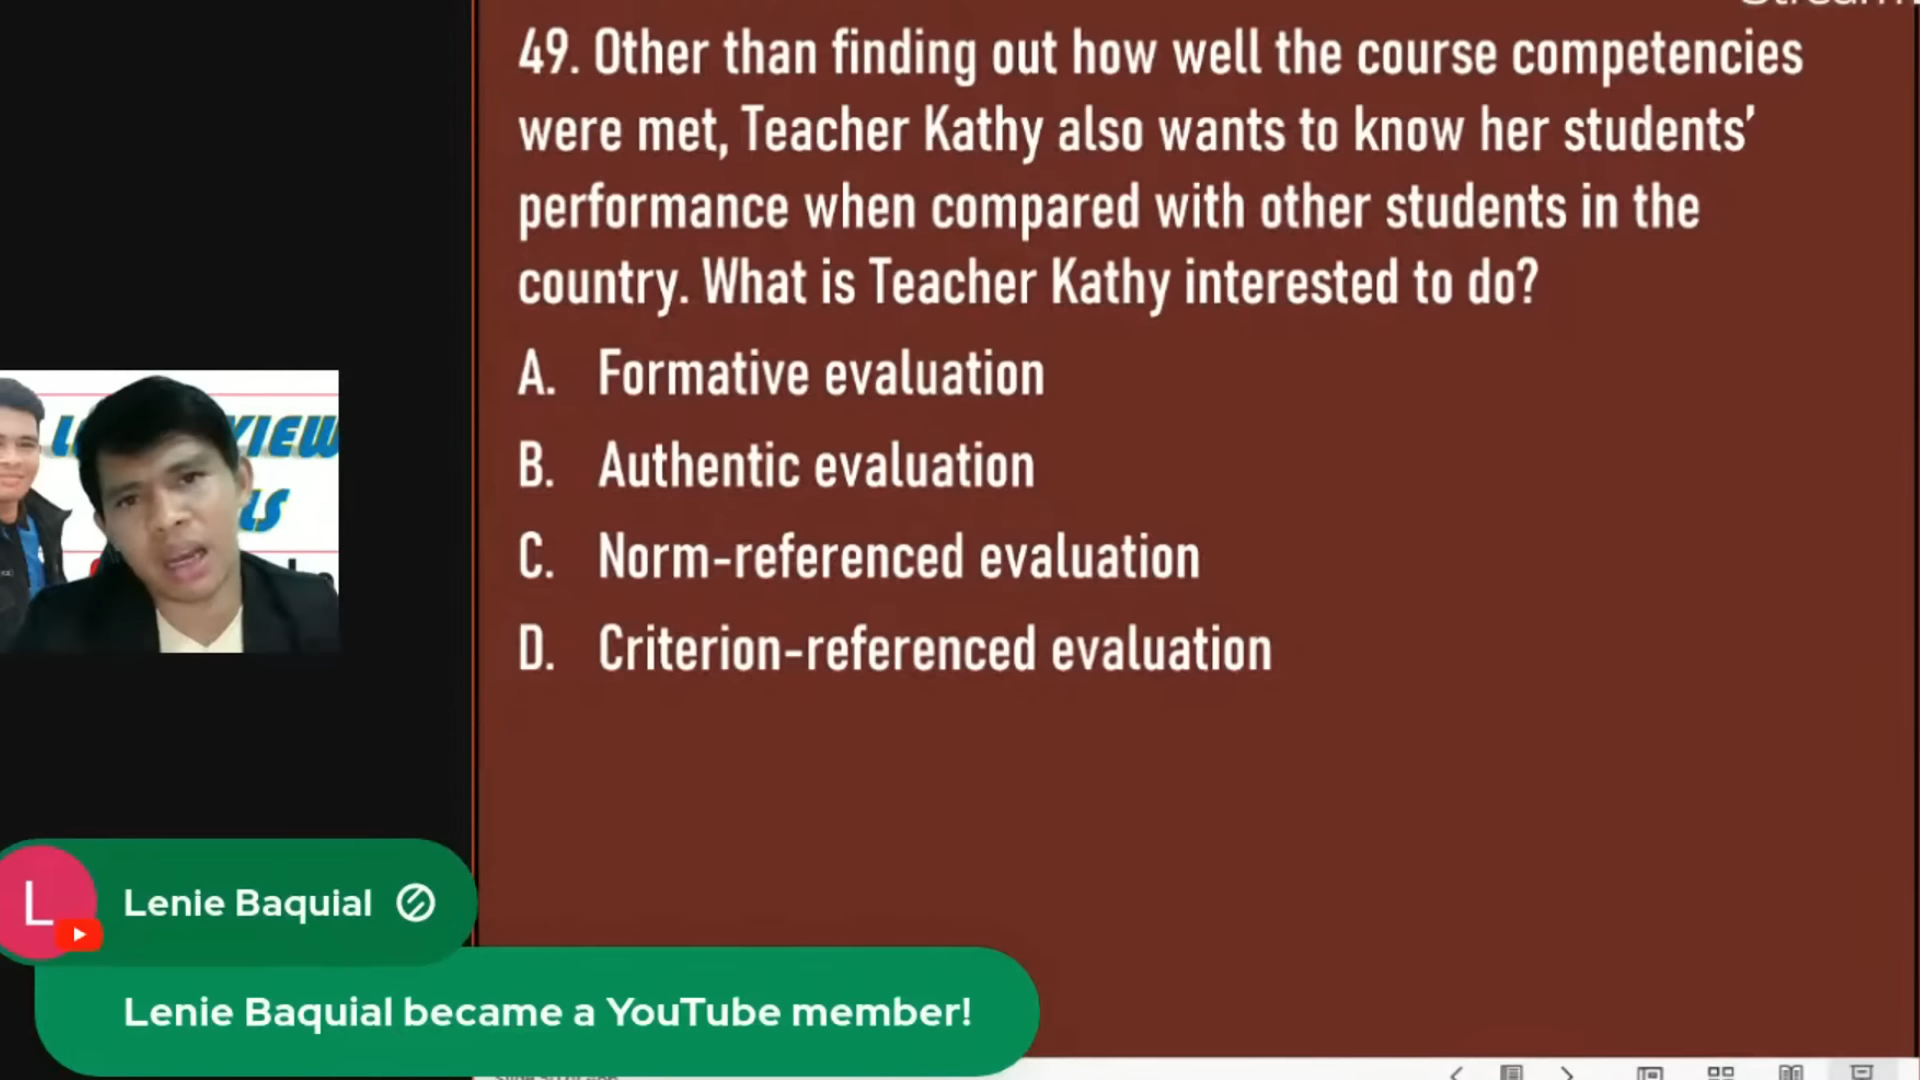 49. Other than finding out how well the course competencies
were met, Teacher Kathy also wants to know her students'
performance when compared with other students in the
country. What is Teacher Kathy interested to do?
A. Formative evaluation
B. Authentic evaluation
C. Norm-referenced evaluation
D. Criterion-referenced evaluation
L
Lenie Baquial
Lenie Baquial became a YouTube member!